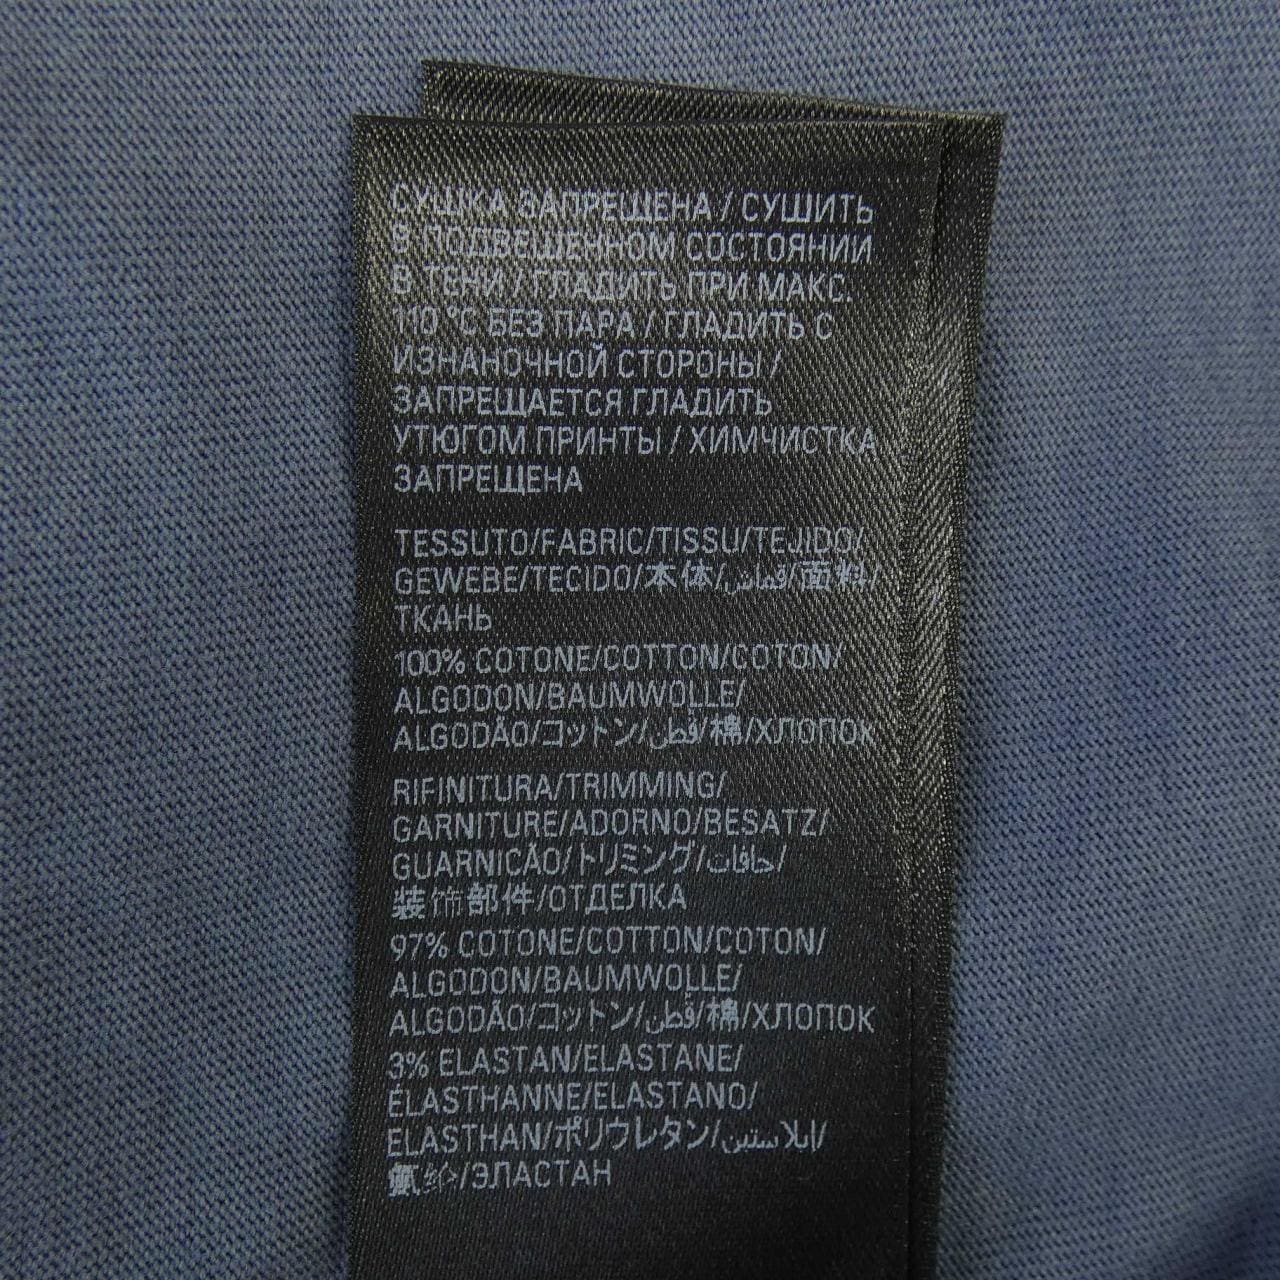 СУШКА ЗАПРЕЩЕНА / СУШИТЬ
В ПОДВЕШЕННОМ СОСТОЯНИИ
В ТЕНИ / ГЛАДИТЬ ПРИ МАКС.
110 °C БЕЗ ПАРА / ГЛАДИТЬ С
ИЗНАНОЧНОЙ СТОРОНЫ /
ЗАПРЕЩАЕТСЯ ГЛАДИТЬ
УТЮГОМ ПРИНТЫ / ХИМЧИСТКА
ЗАПРЕЩЕНА
TESSUTO/FABRIC/TISSU/TEJIDO/
GEWEBE/TECIDO/本体/قماش/面料/
ТКАНЬ
100% COTONE/COTTON/COTON/
ALGODON/BAUMWOLLE/
ALGODÃO/コットン/قطن/棉/ХЛОПОК
RIFINITURA/TRIMMING/
GARNITURE/ADORNO/BESATZ/
GUARNICÃO/トリミング/حافات/
装饰部件/ОТДЕЛКА
97% COTONE/COTTON/COTON/
ALGODON/BAUMWOLLE/
ALGODÃO/コットン/قطن/棉/ХЛОПОК
3% ELASTAN/ELASTANE/
ÉLASTHANNE/ELASTANO/
ELASTHAN/ポリウレタン/إيلاستين/
氨纶/ЭЛАСТАН